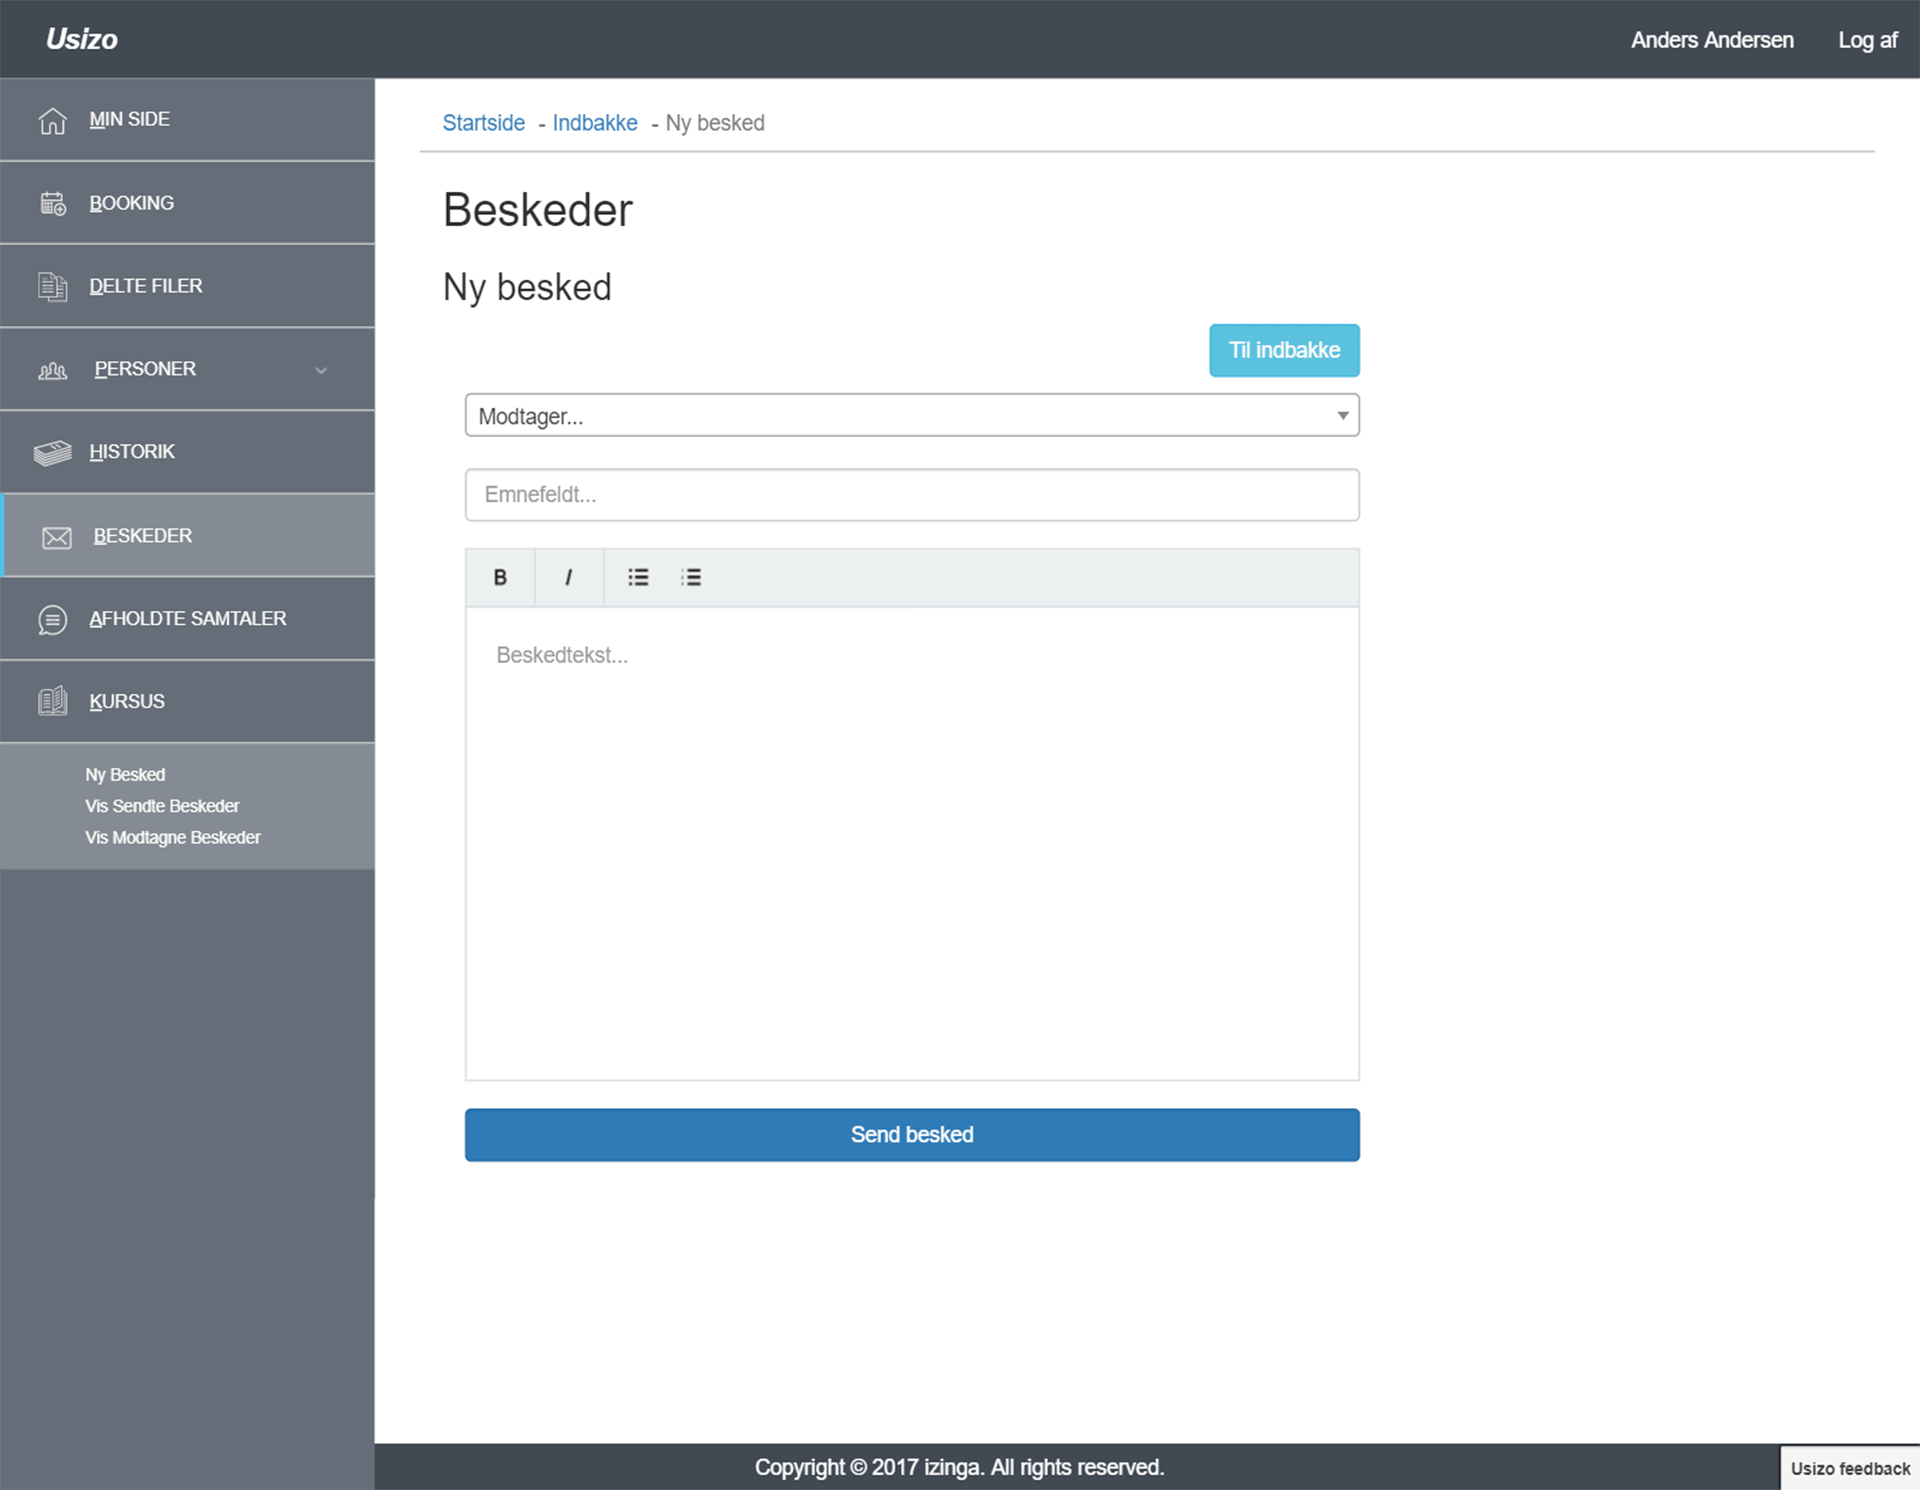 Usizo
Anders Andersen
Log af
MIN SIDE
BOOKING
DELTE FILER
PERSONER
HISTORIK
BESKEDER
AFHOLDTE SAMTALER
KURSUS
Ny Besked
Vis Sendte Beskeder
Vis Modtagne Beskeder
Startside - Indbakke - Ny besked
Beskeder
Ny besked
Til indbakke
Modtager...
Emnefeldt...
B I
Beskedtekst...
Send besked
Copyright © 2017 izinga. All rights reserved.
Usizo feedback